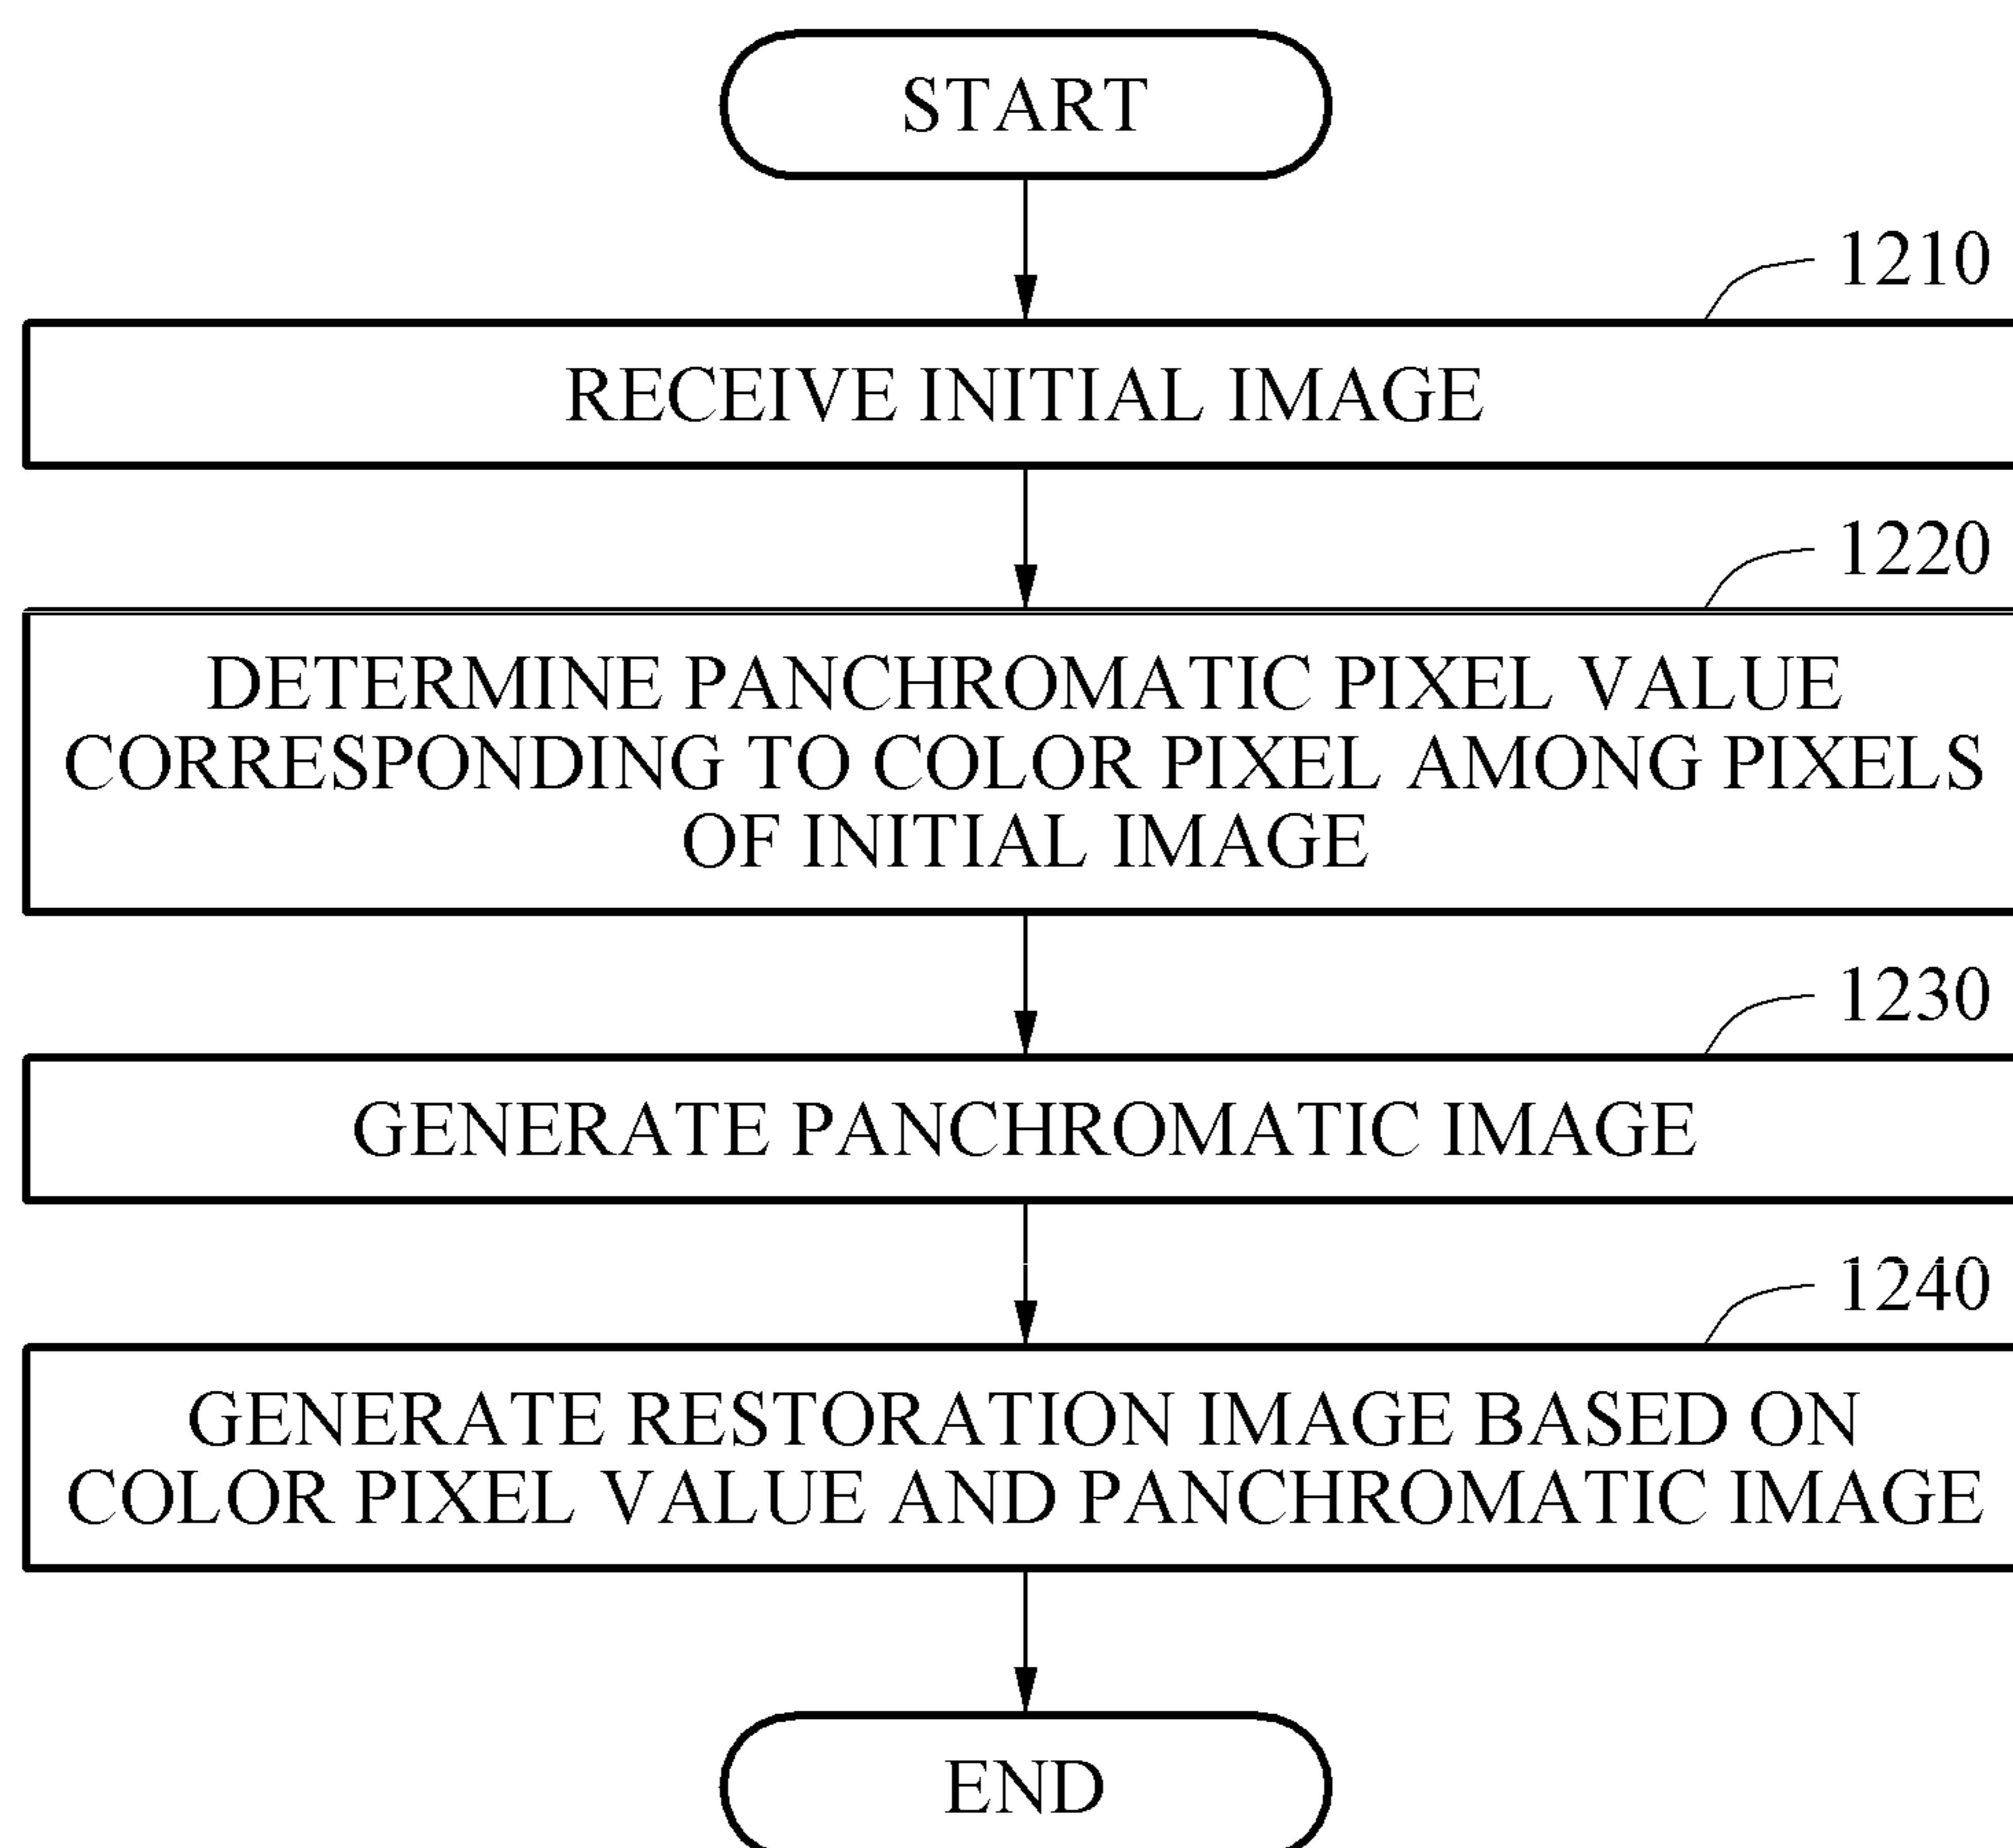 START
1210
RECEIVE INITIAL IMAGE
1220
DETERMINE PANCHROMATIC PIXEL VALUE
CORRESPONDING TO COLOR PIXEL AMONG PIXELS
OF INITIAL IMAGE
1230
GENERATE PANCHROMATIC IMAGE
1240
GENERATE RESTORATION IMAGE BASED ON
COLOR PIXEL VALUE AND PANCHROMATIC IMAGE
END